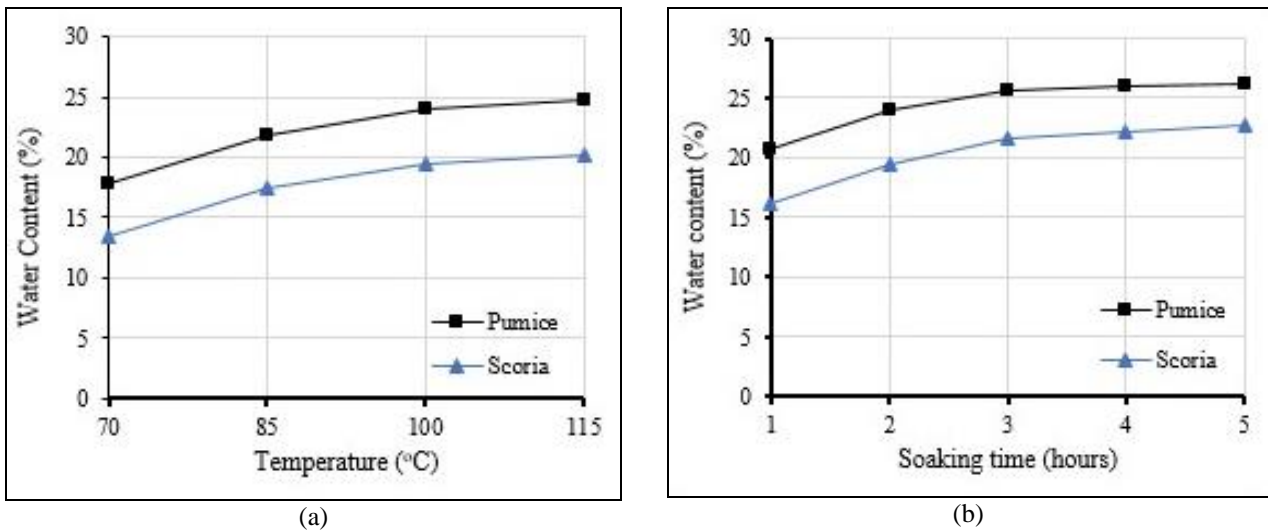 30
25
20
15
10
5
0
Water Content (%)
Pumice
Scoria
70 85 100 115
Temperature (°C)
(a)
30
25
20
15
10
5
0
Water content (%)
Pumice
Scoria
1 2 3 4 5
Soaking time (hours)
(b)